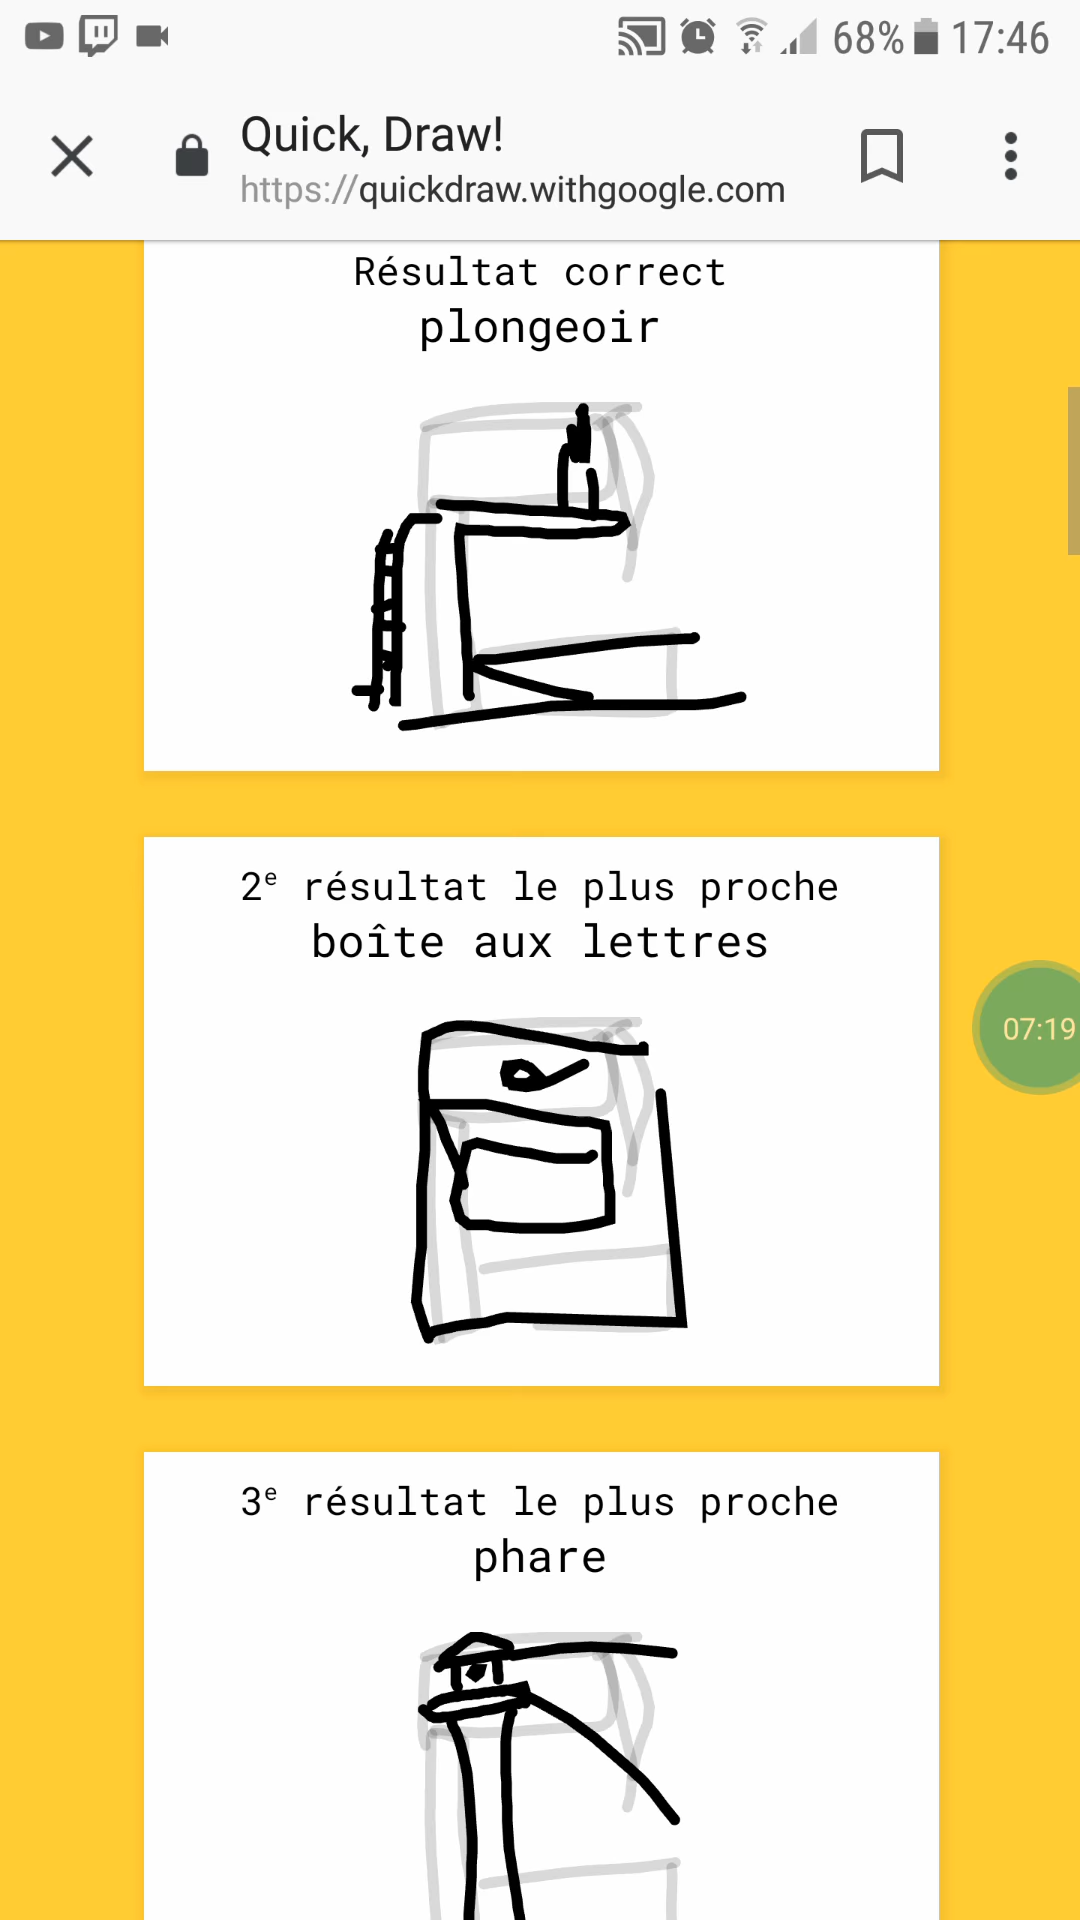 68% 17:46
Quick, Draw!
https://quickdraw.withgoogle.com
Résultat correct
plongeoir
2e résultat le plus proche
boîte aux lettres
07:19
3e résultat le plus proche
phare